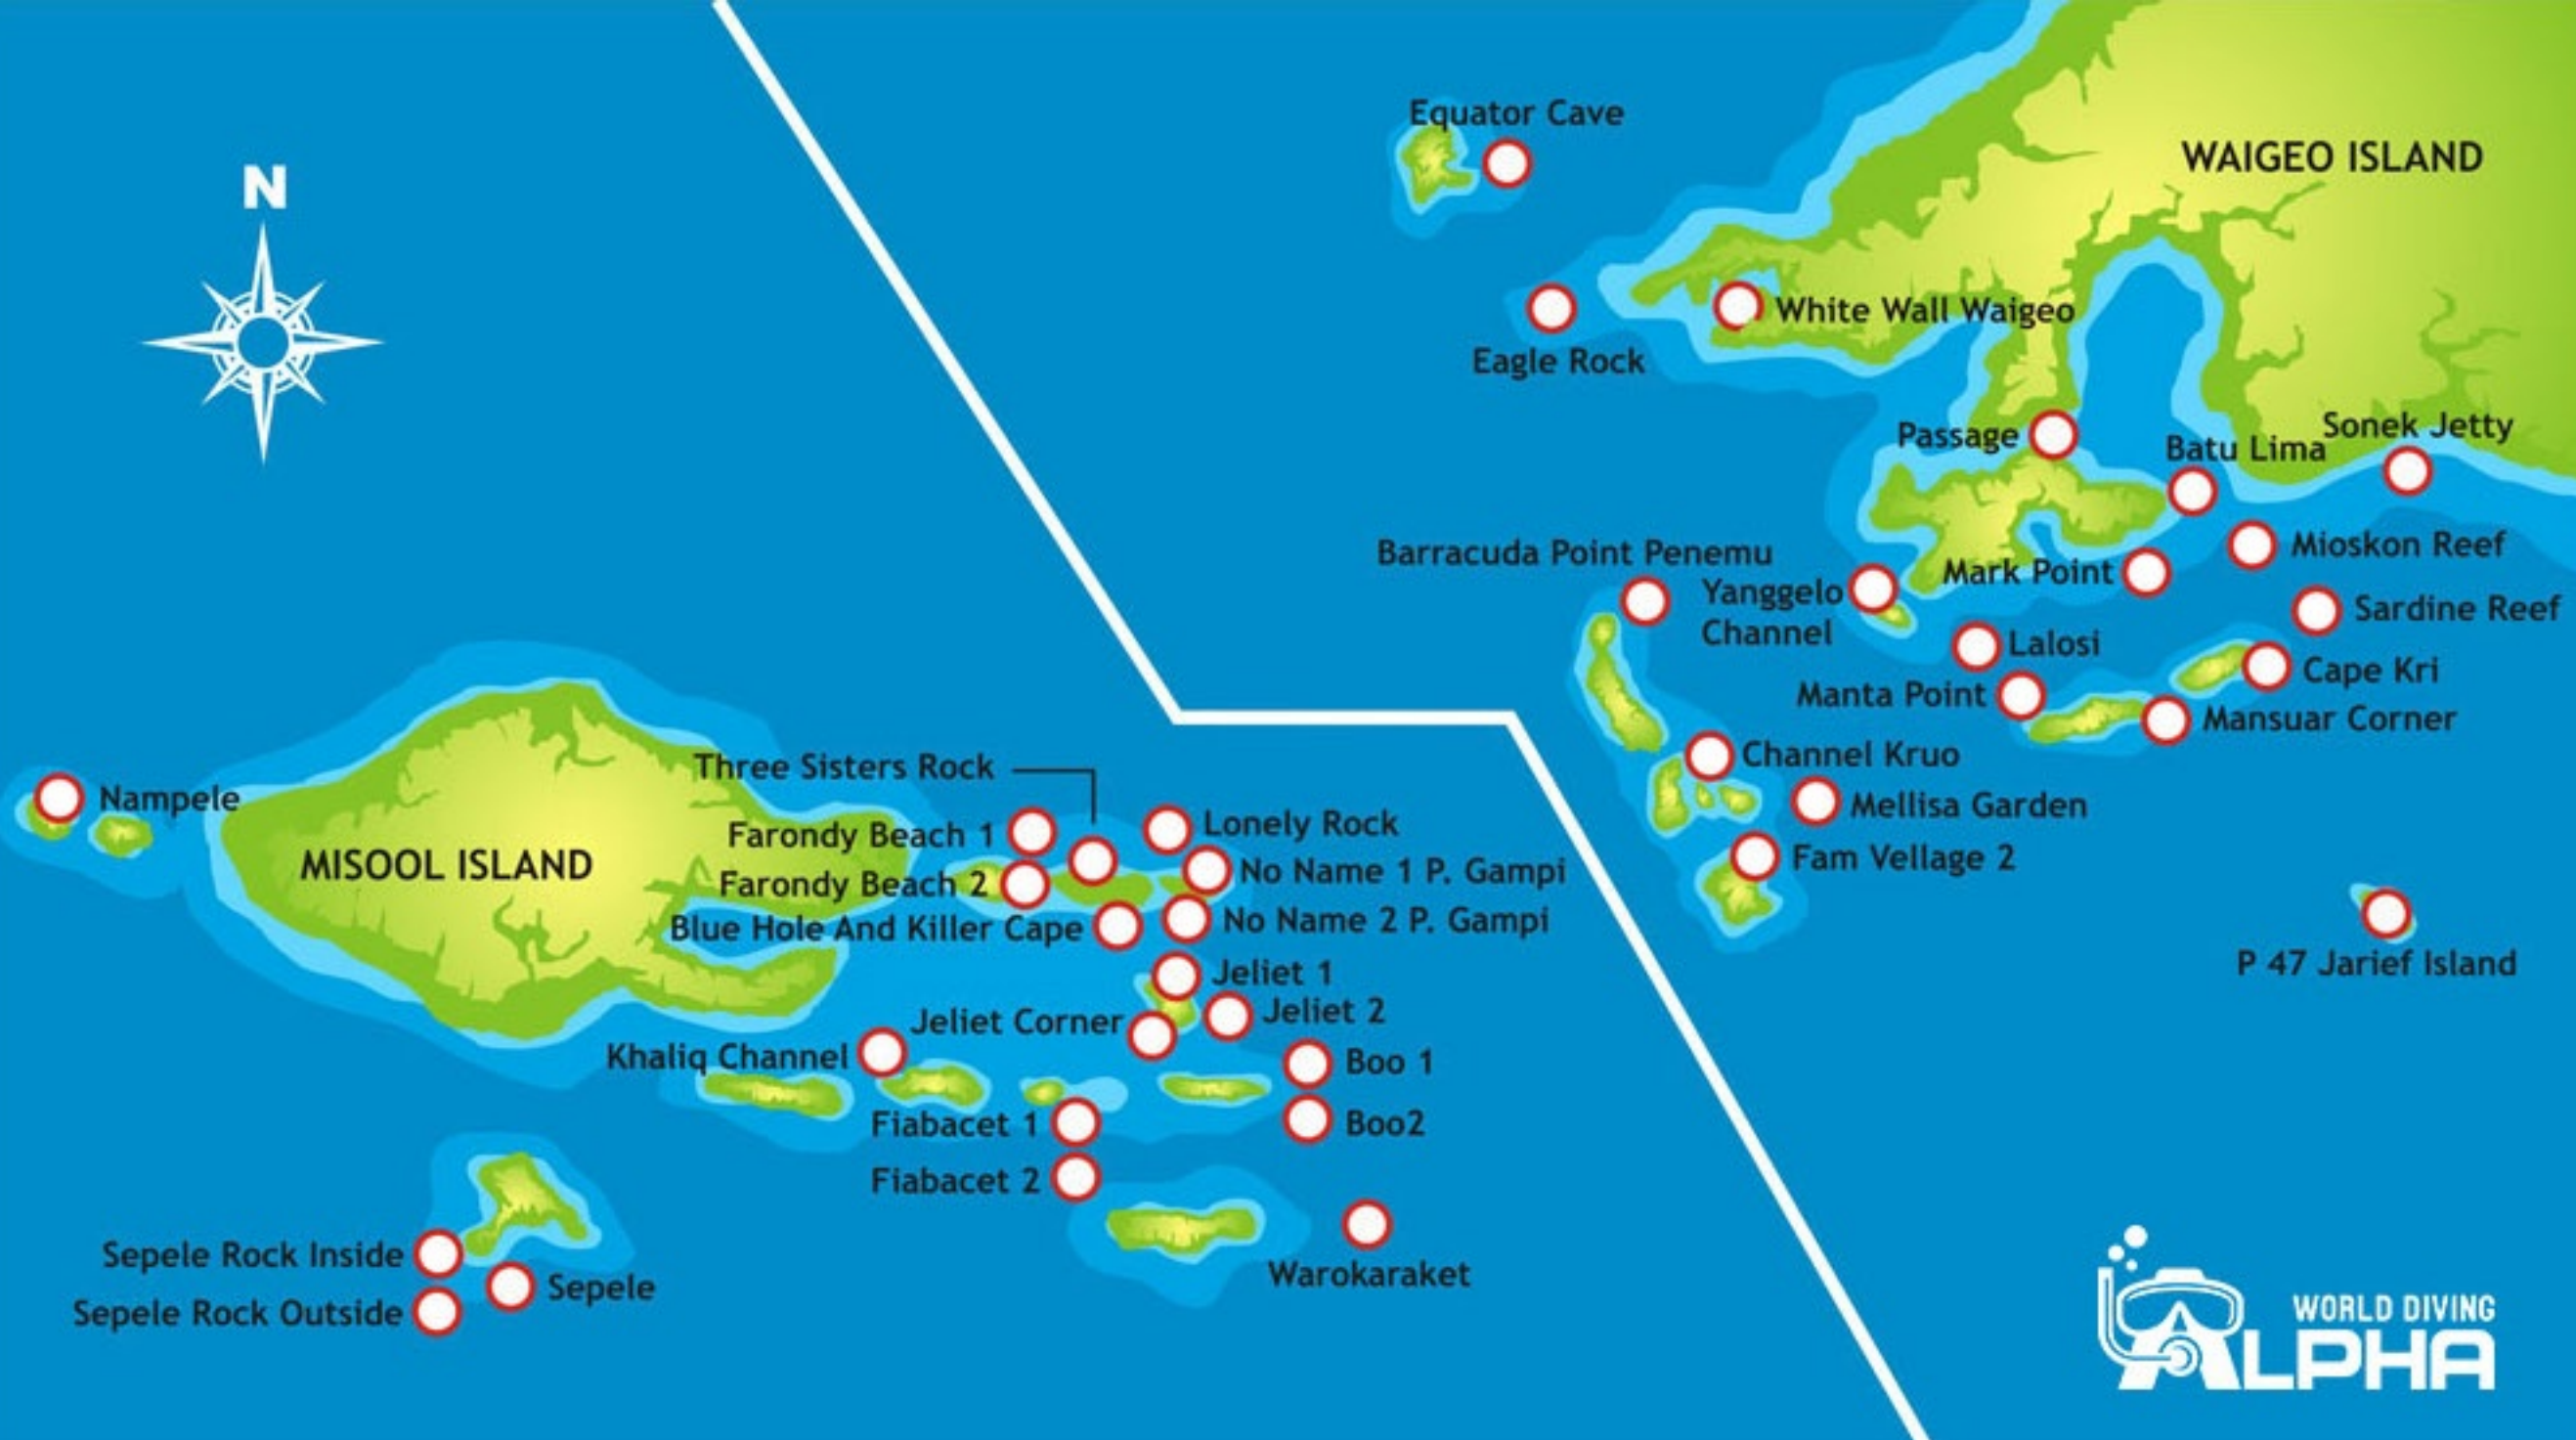 Equator Cave
WAIGEO ISLAND
N
White Wall Waigeo
Eagle Rock
Passage
Batu Lima
Sonek Jetty
Barracuda Point Penemu
Mioskon Reef
Mark Point
Yanggelo
Channel
Sardine Reef
Lalosi
Cape Kri
Manta Point
Mansuar Corner
Channel Kruo
Mellisa Garden
Fam Vellage 2
P 47 Jarief Island
Three Sisters Rock
Nampele
MISOOL ISLAND
Farondy Beach 1
Lonely Rock
Farondy Beach 2
No Name 1 P. Gampi
Blue Hole And Killer Cape
No Name 2 P. Gampi
Jeliet 1
Jeliet Corner
Jeliet 2
Khaliq Channel
Boo 1
Fiabacet 1
Boo2
Fiabacet 2
Sepele Rock Inside
Warokaraket
Sepele
Sepele Rock Outside
WORLD DIVING
ALPHA